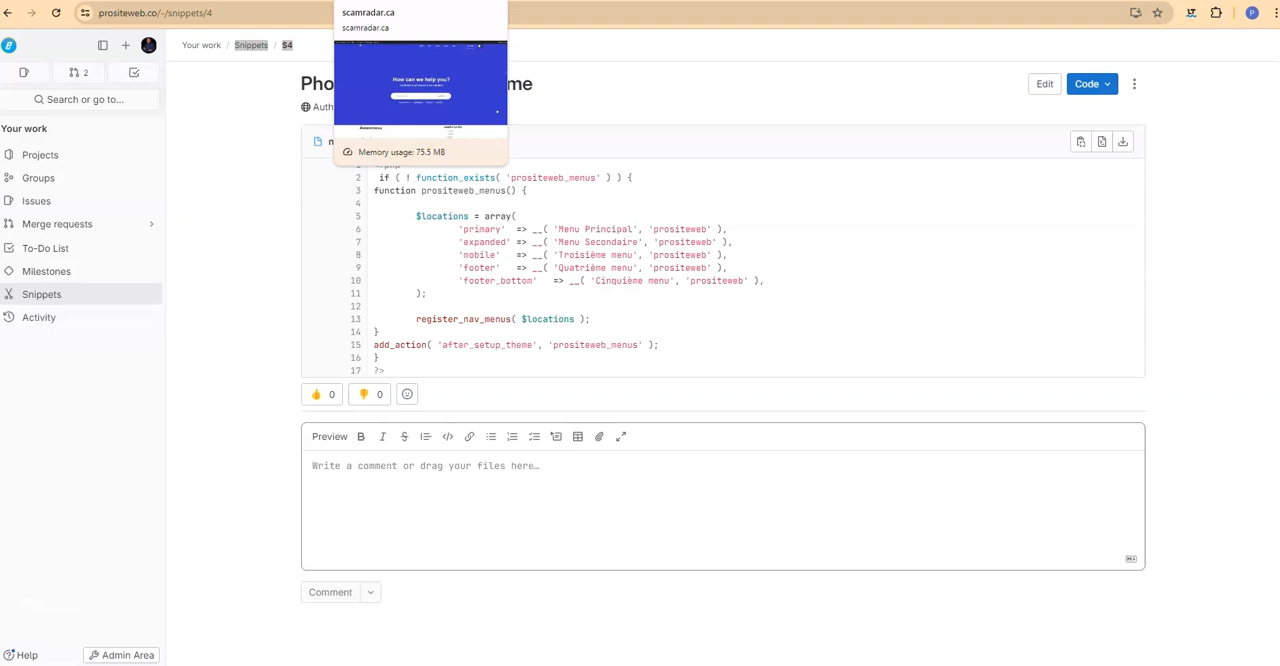 scamradar.ca
prositeweb.co/-/snippets/4
scamradar.ca
How can we help you?
Memory usage: 75.5 MB
2
Search or go to...
Your work
Projects
Groups
Issues
Merge requests
To-Do List
Milestones
Snippets
Activity
Help
Admin Area
Your work / Snippets / $4
Edit
Code
1
2 if ( ! function_exists( 'prositeweb_menus' ) ) {
3 function prositeweb_menus() {
4
5 $locations = array(
6 'primary' => __( 'Menu Principal', 'prositeweb' ),
7 'expanded' => __( 'Menu Secondaire', 'prositeweb' ),
8 'mobile' => __( 'Troisième menu', 'prositeweb' ),
9 'footer' => __( 'Quatrième menu', 'prositeweb' ),
10 'footer_bottom' => __( 'Cinquième menu', 'prositeweb' ),
11 );
12
13 register_nav_menus( $locations );
14 }
15 add_action( 'after_setup_theme', 'prositeweb_menus' );
16 }
17 ?>
0 0
Preview
Write a comment or drag your files here…
Comment